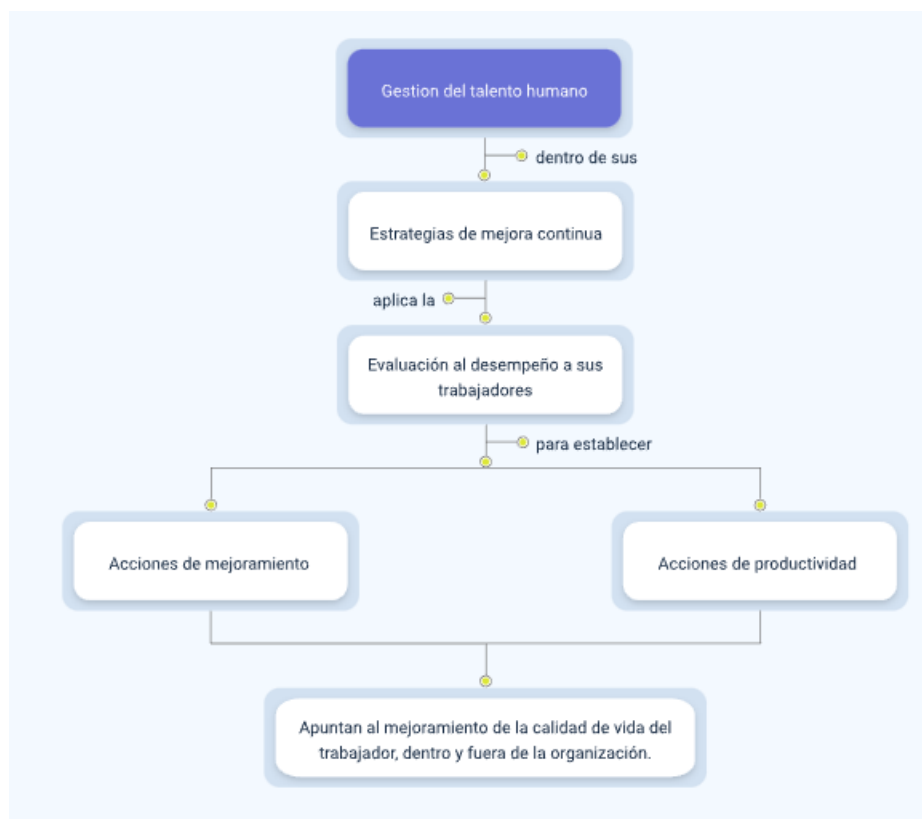 Gestion del talento humano
dentro de sus
Estrategias de mejora continua
aplica la
Evaluación al desempeño a sus
trabajadores
para establecer
Acciones de mejoramiento
Acciones de productividad
Apuntan al mejoramiento de la calidad de vida del
trabajador, dentro y fuera de la organización.